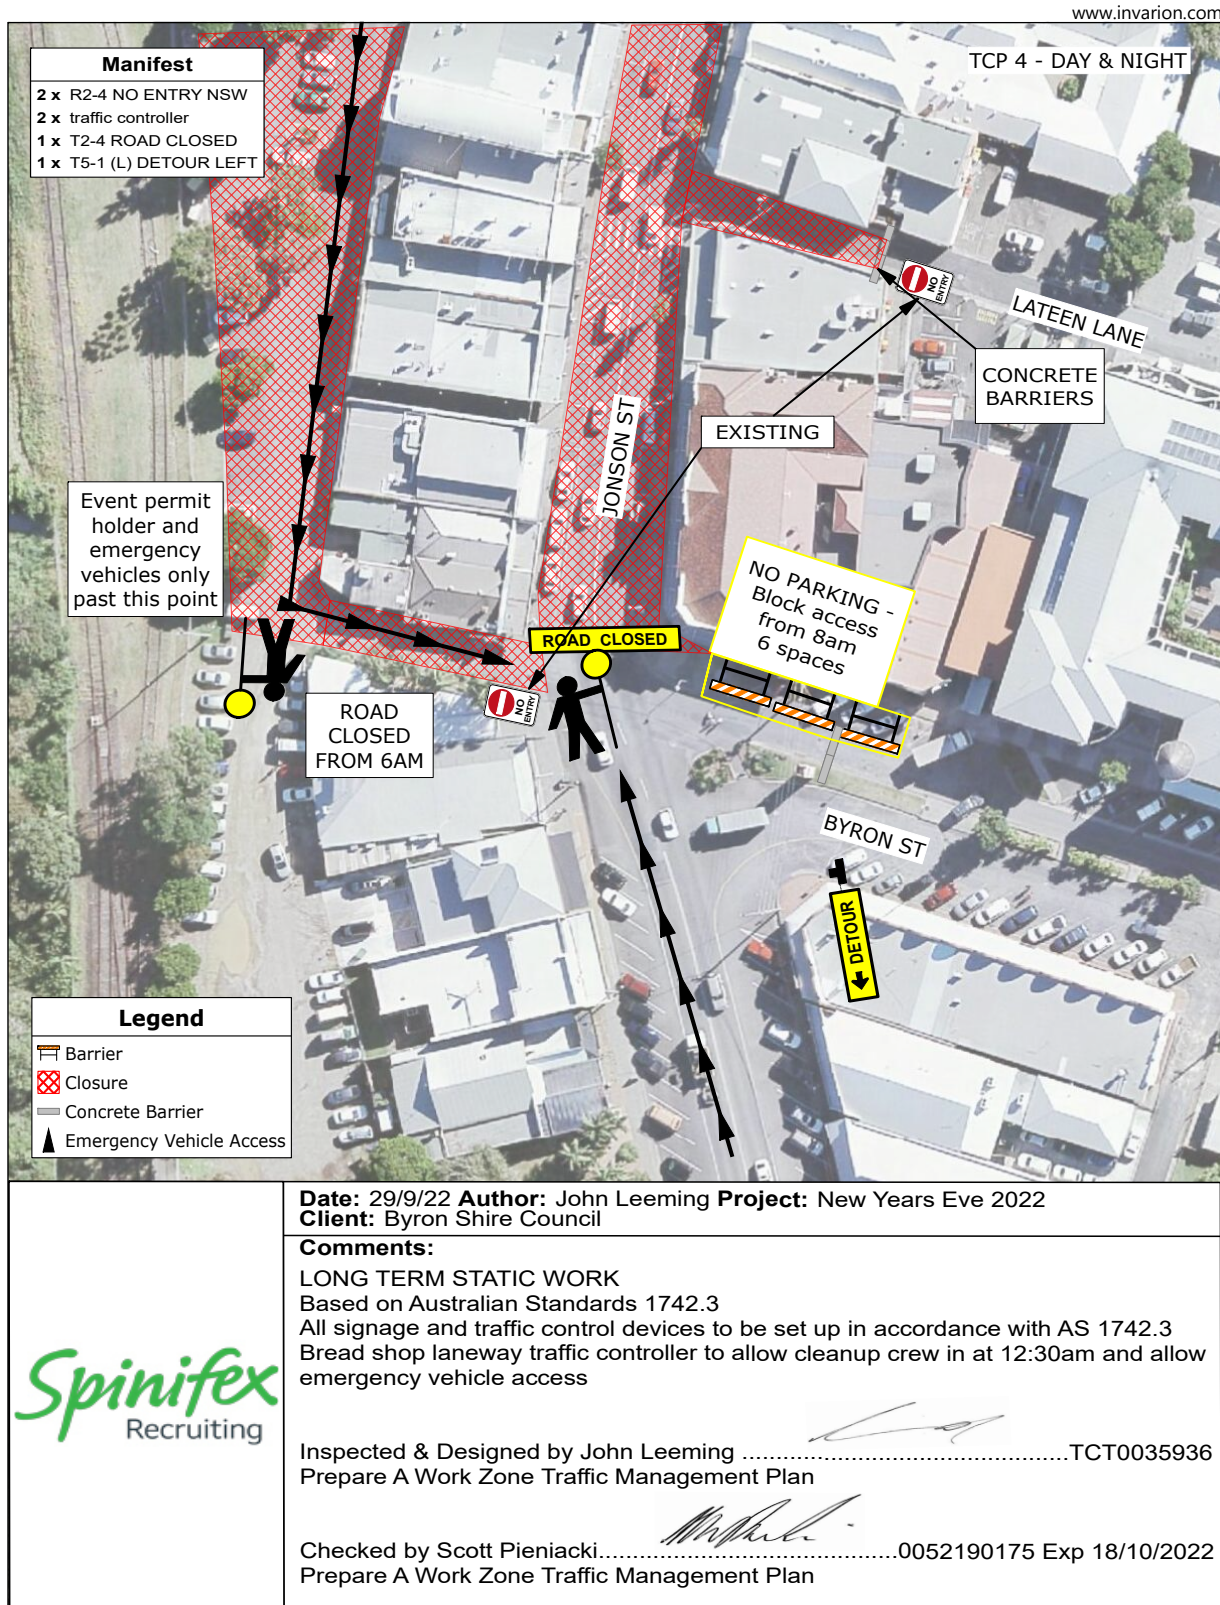 www.invarion.com
TCP 4 - DAY & NIGHT
Manifest
2 x R2-4 NO ENTRY NSW
2 x traffic controller
1 x T2-4 ROAD CLOSED
1 x T5-1 (L) DETOUR LEFT
NO
ENTRY
LATEEN LANE
CONCRETE
BARRIERS
EXISTING
JONSON ST
Event permit
holder and
emergency
vehicles only
past this point
NO PARKING -
Block access
from 8am
6 spaces
ROAD CLOSED
NO
ENTRY
ROAD
CLOSED
FROM 6AM
BYRON ST
DETOUR
Legend
Barrier
Closure
Concrete Barrier
Emergency Vehicle Access
Date: 29/9/22 Author: John Leeming Project: New Years Eve 2022
Client: Byron Shire Council
Comments:
LONG TERM STATIC WORK
Based on Australian Standards 1742.3
All signage and traffic control devices to be set up in accordance with AS 1742.3
Bread shop laneway traffic controller to allow cleanup crew in at 12:30am and allow
emergency vehicle access
Inspected & Designed by John Leeming ................................................TCT0035936
Prepare A Work Zone Traffic Management Plan
Checked by Scott Pieniacki............................................0052190175 Exp 18/10/2022
Prepare A Work Zone Traffic Management Plan
Spinifex
Recruiting